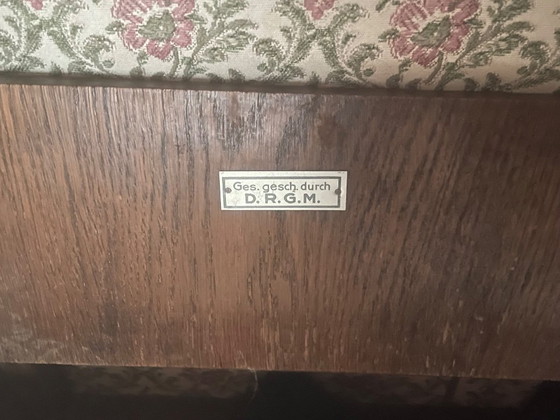 Ges. gesch. durch
D. R. G. M.